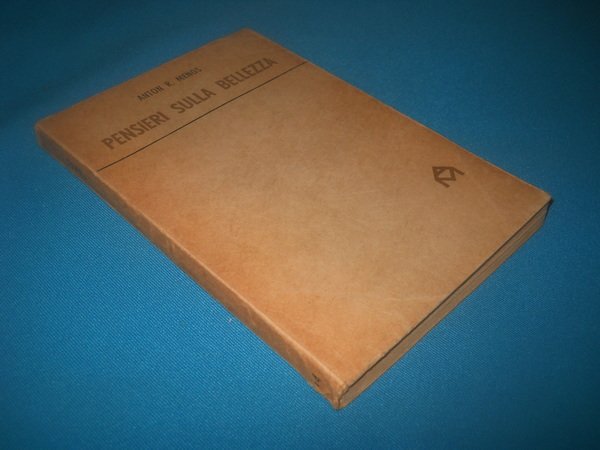 ANTON R. MENGS
PENSIERI SULLA BELLEZZA